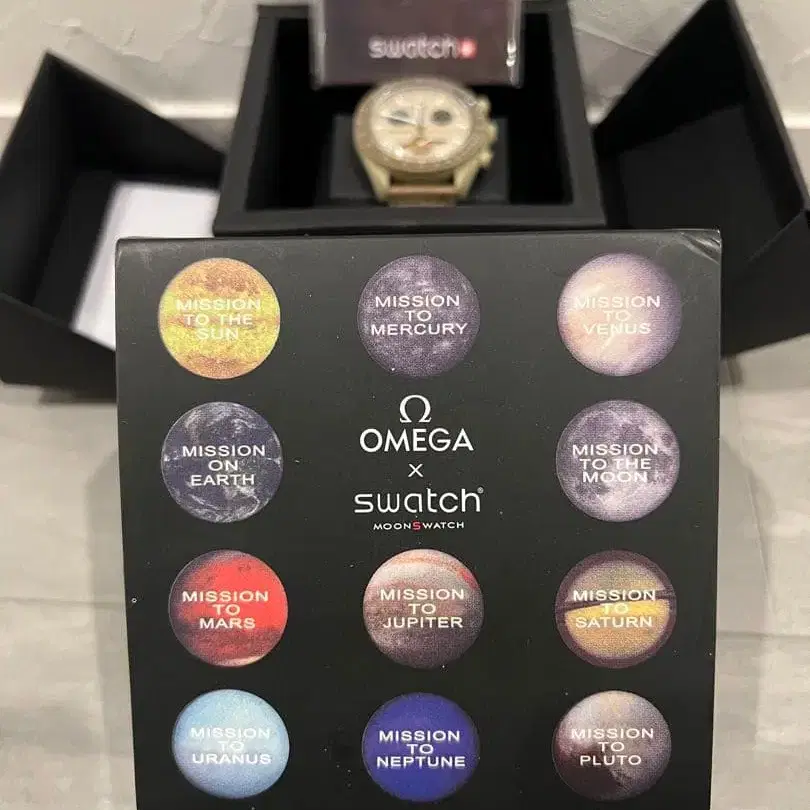 swatch
MISSION
TO THE
SUN
MISSION
TO
MERCURY
MISSION
TO
VENUS
MISSION
ON
EARTH
Ω
OMEGA
x
swatch®
MOONSWATCH
MISSION
TO THE
MOON
MISSION
TO
MARS
MISSION
TO
JUPITER
MISSION
TO
SATURN
MISSION
TO
URANUS
MISSION
TO
NEPTUNE
MISSION
TO
PLUTO